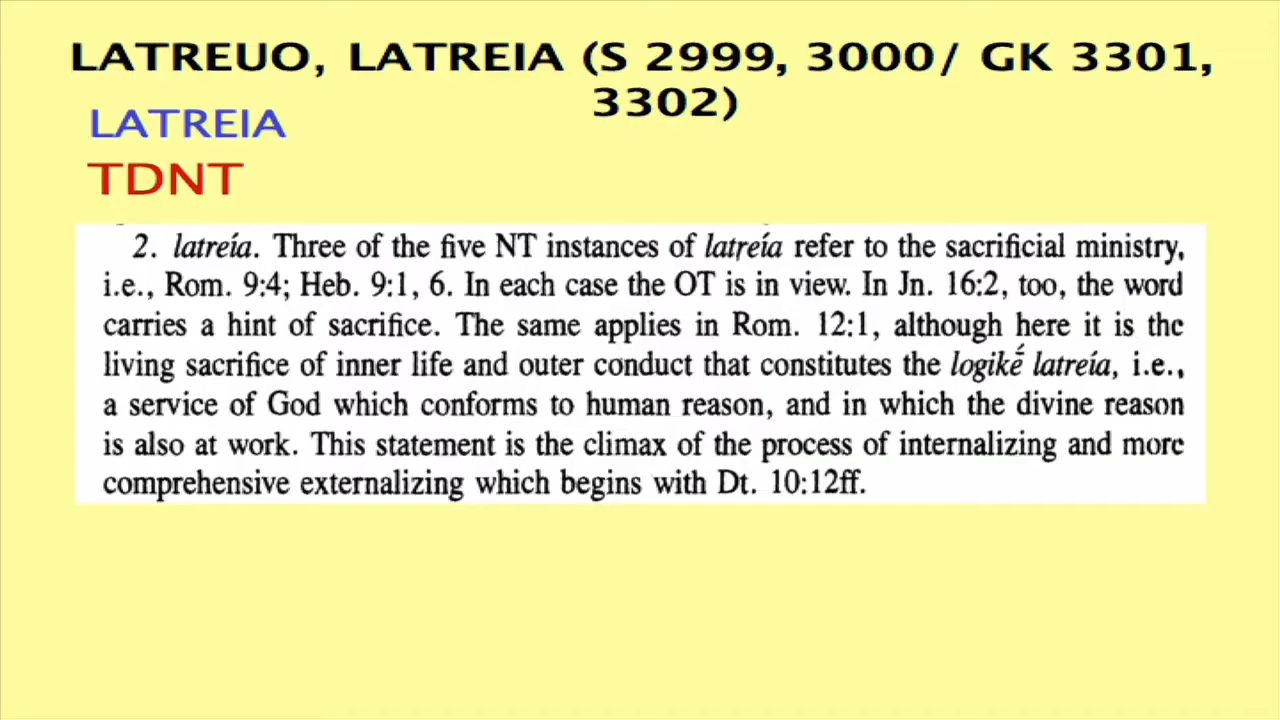 LATREUO, LATREIA (S 2999, 3000/ GK 3301,
3302)
LATREIA
TDNT
2. latreía. Three of the five NT instances of latreía refer to the sacrificial ministry,
i.e., Rom. 9:4; Heb. 9:1, 6. In each case the OT is in view. In Jn. 16:2, too, the word
carries a hint of sacrifice. The same applies in Rom. 12:1, although here it is the
living sacrifice of inner life and outer conduct that constitutes the logikḗ latreía, i.e.,
a service of God which conforms to human reason, and in which the divine reason
is also at work. This statement is the climax of the process of internalizing and more
comprehensive externalizing which begins with Dt. 10:12ff.